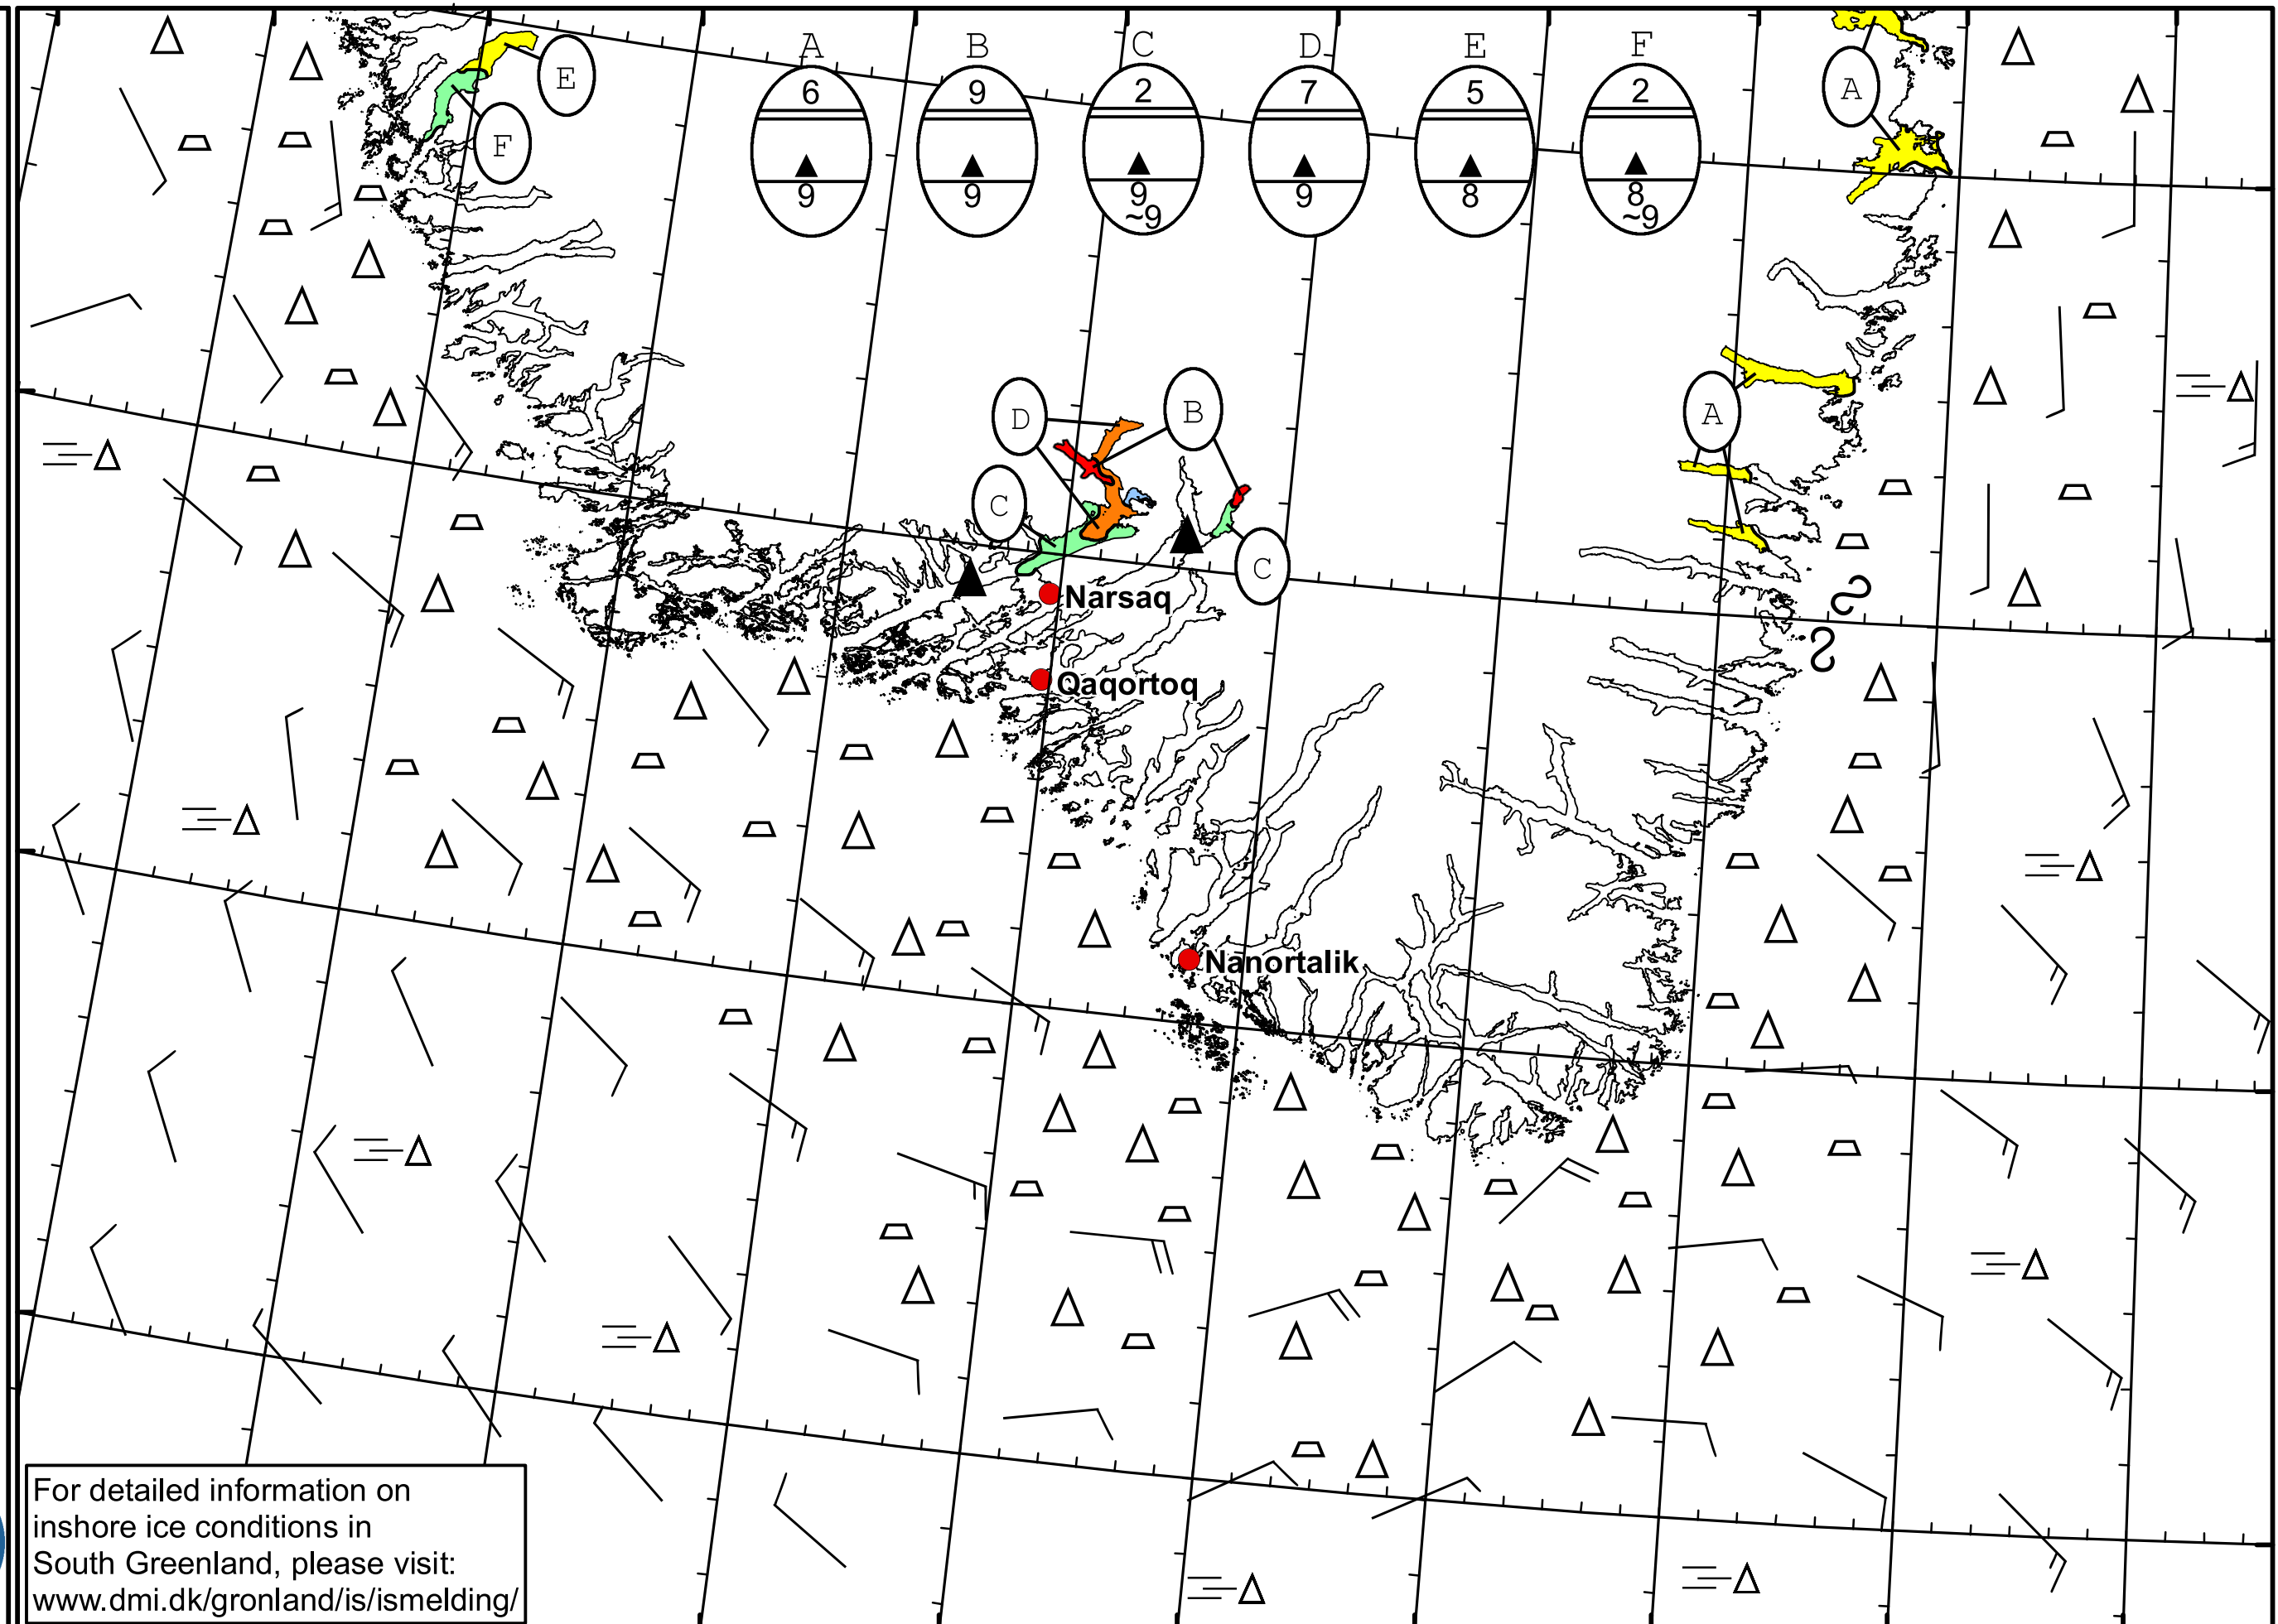 A B C D E F
6 9 2 7 5 2
9 9 9 9 8 8
~9 ~9
E
F
A
D
B
A
C
C
Narsaq
Qaqortoq
Nanortalik
For detailed information on
inshore ice conditions in
South Greenland, please visit:
www.dmi.dk/gronland/is/ismelding/